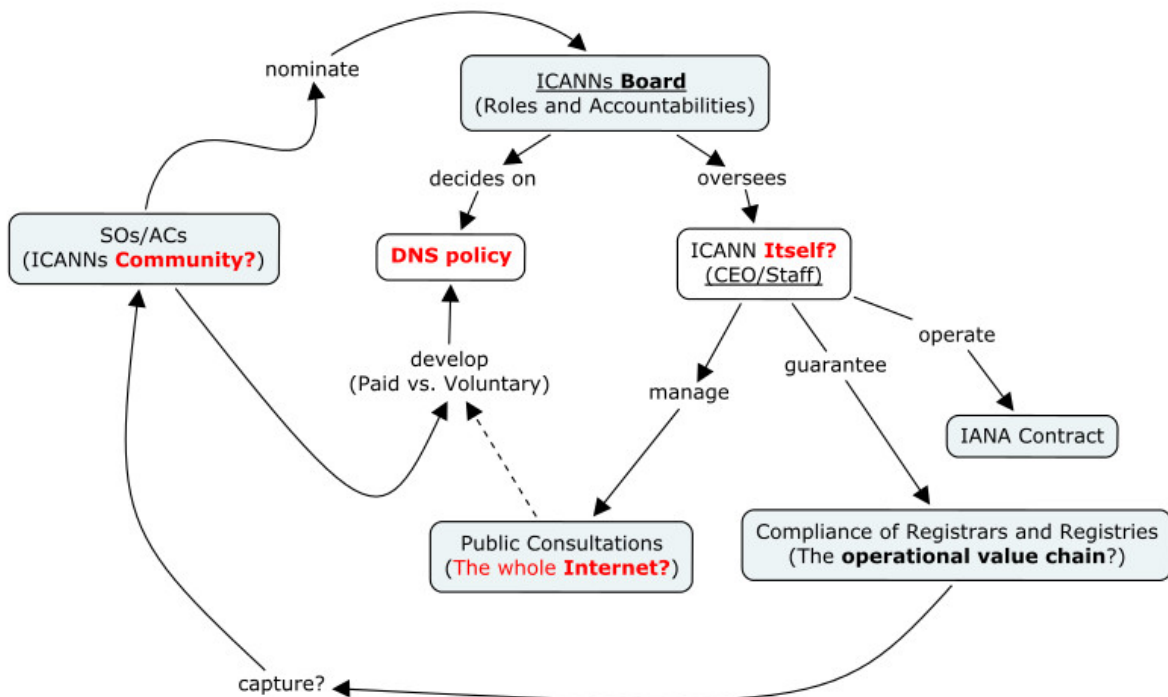 nominate
ICANNs Board
(Roles and Accountabilities)
decides on
oversees
SOs/ACs
(ICANNs Community?)
DNS policy
ICANN Itself?
(CEO/Staff)
develop
(Paid vs. Voluntary)
manage
guarantee
operate
IANA Contract
Public Consultations
(The whole Internet?)
Compliance of Registrars and Registries
(The operational value chain?)
capture?